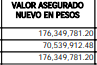 VALOR ASEGURADO
NUEVO EN PESOS
176,349,781.20
70,539,912.48
176,349,781.20